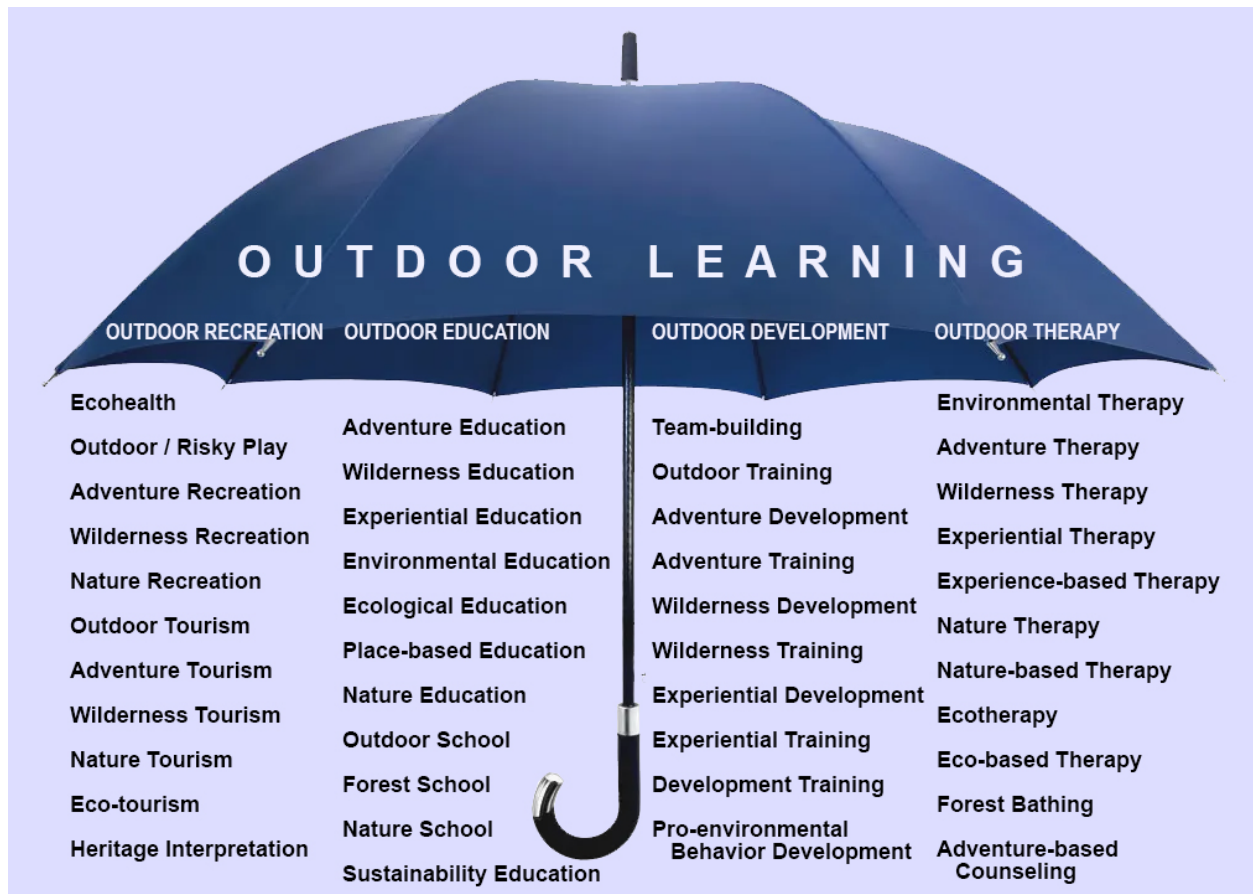 OUTDOOR LEARNING
OUTDOOR RECREATION
Ecohealth
Outdoor / Risky Play
Adventure Recreation
Wilderness Recreation
Nature Recreation
Outdoor Tourism
Adventure Tourism
Wilderness Tourism
Nature Tourism
Eco-tourism
Heritage Interpretation
OUTDOOR EDUCATION
Adventure Education
Wilderness Education
Experiential Education
Environmental Education
Ecological Education
Place-based Education
Nature Education
Outdoor School
Forest School
Nature School
Sustainability Education
OUTDOOR DEVELOPMENT
Team-building
Outdoor Training
Adventure Development
Adventure Training
Wilderness Development
Wilderness Training
Experiential Development
Experiential Training
Development Training
Pro-environmental
Behavior Development
OUTDOOR THERAPY
Environmental Therapy
Adventure Therapy
Wilderness Therapy
Experiential Therapy
Experience-based Therapy
Nature Therapy
Nature-based Therapy
Ecotherapy
Eco-based Therapy
Forest Bathing
Adventure-based
Counseling